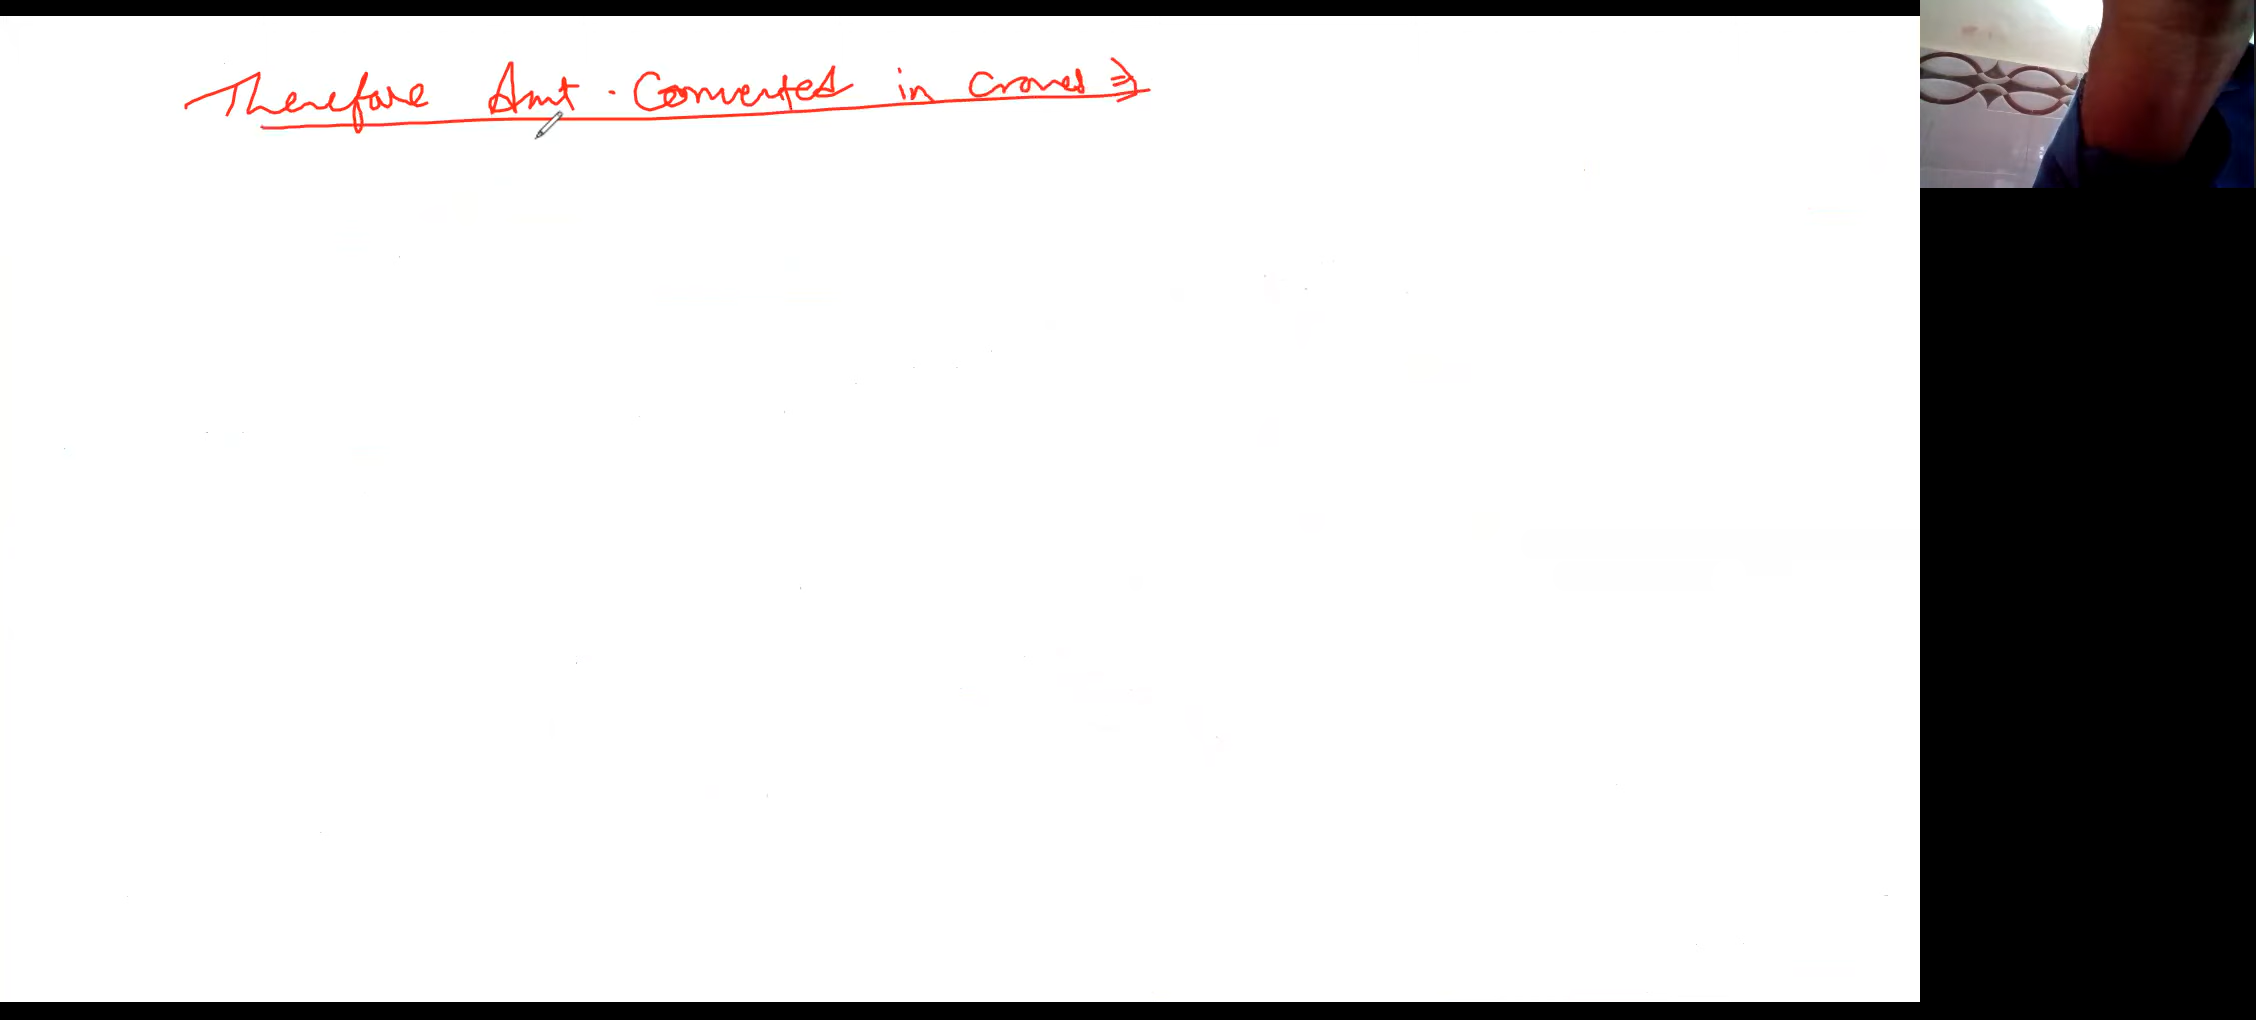 Therefore Amt. Converted in Crores ⇒